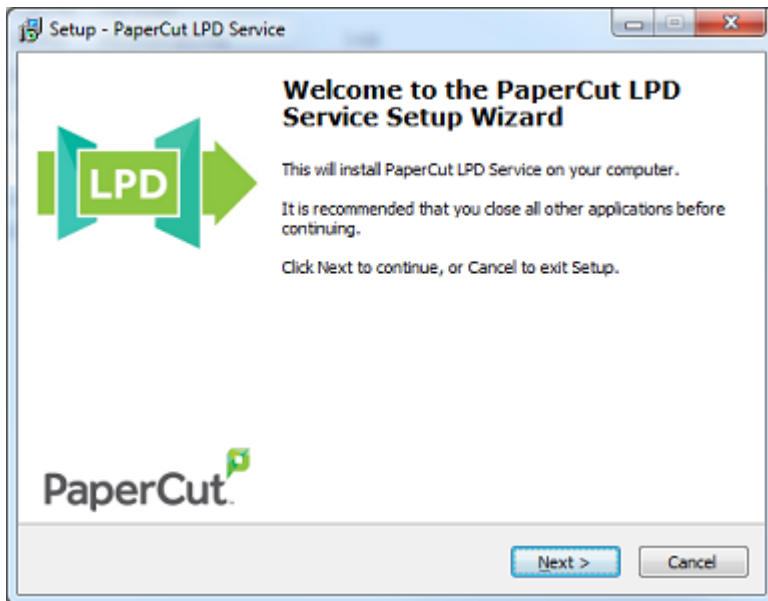 Setup - PaperCut LPD Service
Welcome to the PaperCut LPD
Service Setup Wizard
This will install PaperCut LPD Service on your computer.
It is recommended that you close all other applications before
continuing.
Click Next to continue, or Cancel to exit Setup.
LPD
PaperCut™
Next >
Cancel